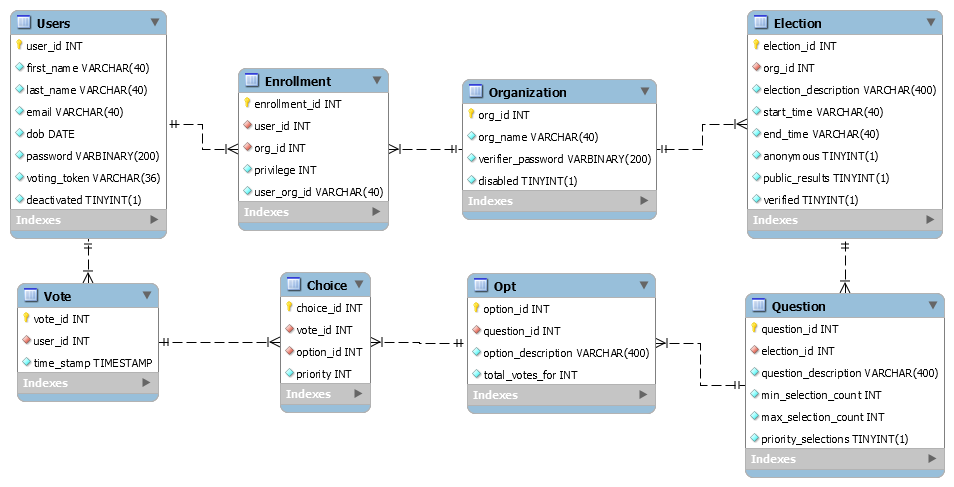 Users
user_id INT
first_name VARCHAR(40)
last_name VARCHAR(40)
email VARCHAR(40)
dob DATE
password VARBINARY(200)
voting_token VARCHAR(36)
deactivated TINYINT(1)
Indexes
Enrollment
enrollment_id INT
user_id INT
org_id INT
privilege INT
user_org_id VARCHAR(40)
Indexes
Organization
org_id INT
org_name VARCHAR(40)
verifier_password VARBINARY(200)
disabled TINYINT(1)
Indexes
Election
election_id INT
org_id INT
election_description VARCHAR(400)
start_time VARCHAR(40)
end_time VARCHAR(40)
anonymous TINYINT(1)
public_results TINYINT(1)
verified TINYINT(1)
Indexes
Vote
vote_id INT
user_id INT
time_stamp TIMESTAMP
Indexes
Choice
choice_id INT
vote_id INT
option_id INT
priority INT
Indexes
Opt
option_id INT
question_id INT
option_description VARCHAR(400)
total_votes_for INT
Indexes
Question
question_id INT
election_id INT
question_description VARCHAR(400)
min_selection_count INT
max_selection_count INT
priority_selections TINYINT(1)
Indexes